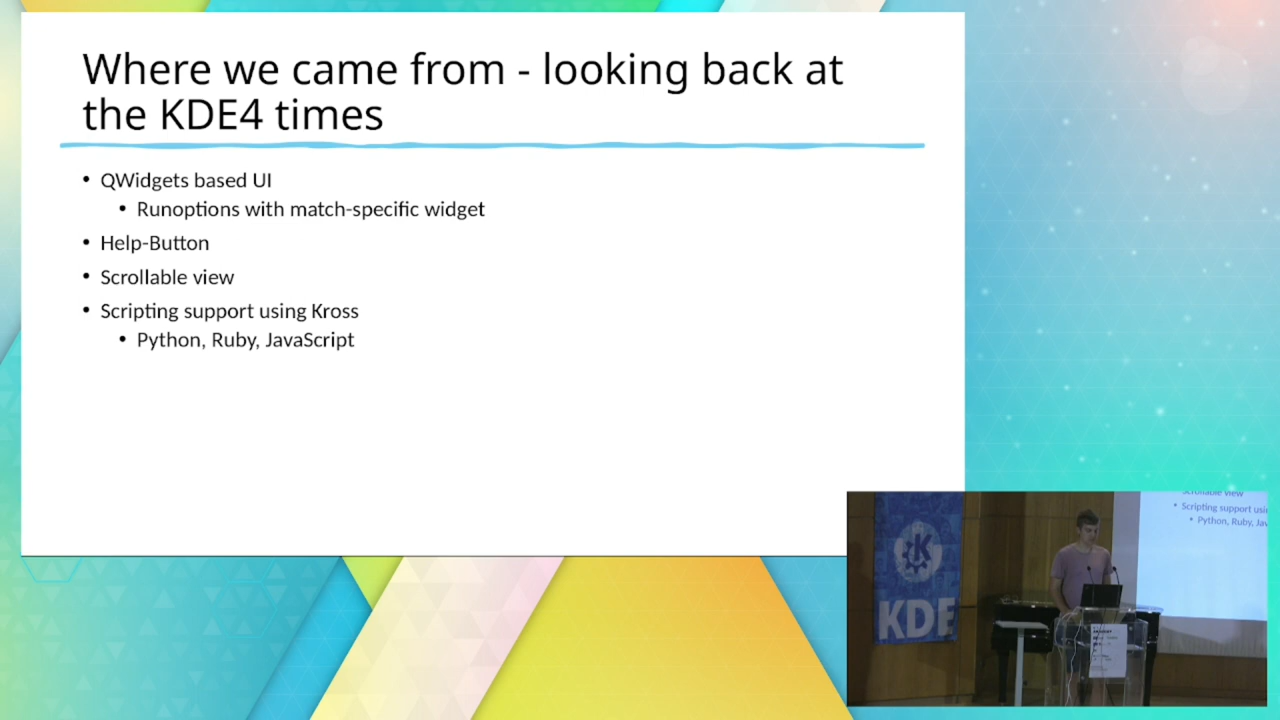 Where we came from - looking back at
the KDE4 times
• QWidgets based UI
• Runoptions with match-specific widget
• Help-Button
• Scrollable view
• Scripting support using Kross
• Python, Ruby, JavaScript
Scrollable view
• Scripting support usin
• Python, Ruby, Jav
K
KDE